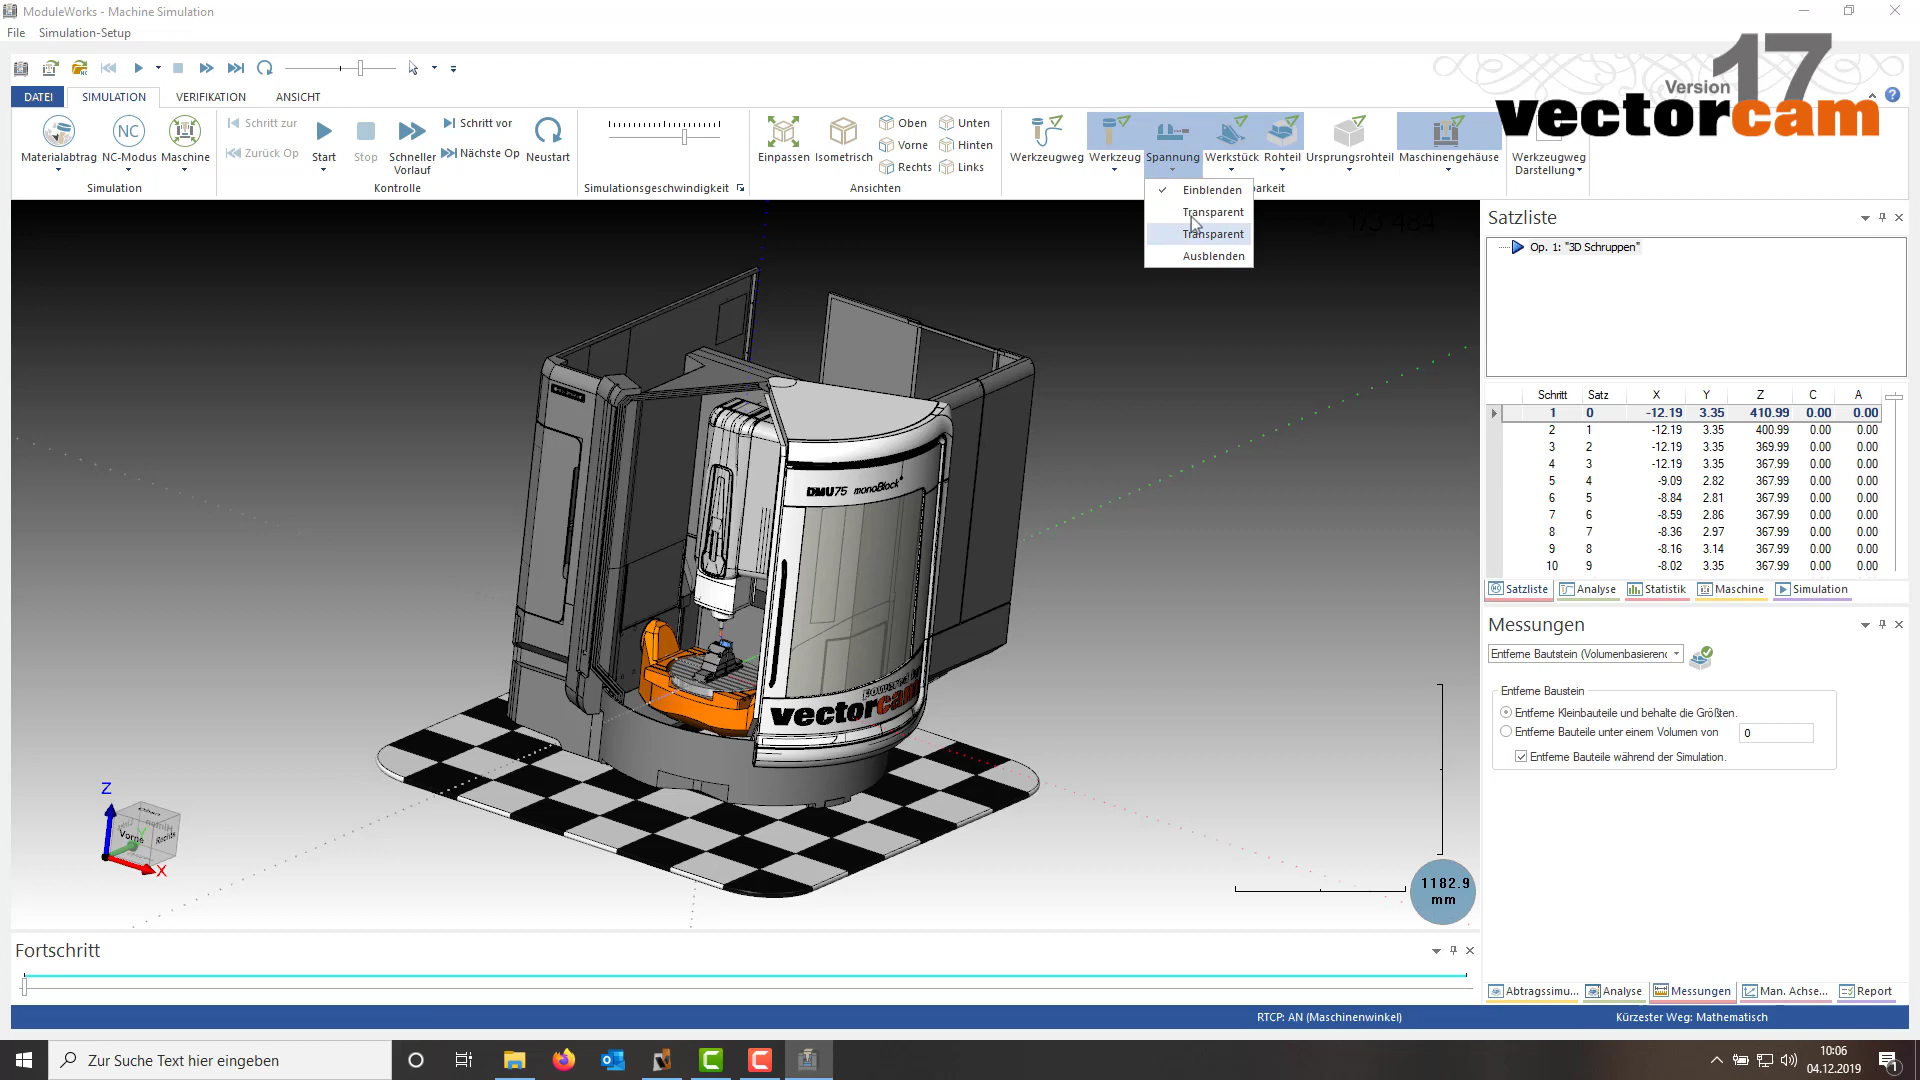 ModuleWorks - Machine Simulation
File Simulation-Setup
Version 17
vectorcam
DATEI SIMULATION VERIFIKATION ANSICHT
Materialabtrag NC-Modus Maschine
NC
Simulation
Schritt zur
Zurück Op
Start
Stop
Schneller Vorlauf
Schritt vor
Nächste Op
Neustart
Kontrolle
Simulationsgeschwindigkeit
Einpassen Isometrisch
Oben Unten
Vorne Hinten
Rechts Links
Ansichten
Werkzeugweg Werkzeug Spannung Werkstück Rohteil Ursprungsrohteil Maschinengehäuse
barkeit
Werkzeugweg Darstellung
Einblenden
Transparent
Transparent
Ausblenden
Satzliste
Op. 1: "3D Schruppen"
Schritt Satz X Y Z C A
1 0 -12.19 3.35 410.99 0.00 0.00
2 1 -12.19 3.35 400.99 0.00 0.00
3 2 -12.19 3.35 369.99 0.00 0.00
4 3 -12.19 3.35 367.99 0.00 0.00
5 4 -9.09 2.82 367.99 0.00 0.00
6 5 -8.84 2.81 367.99 0.00 0.00
7 6 -8.59 2.86 367.99 0.00 0.00
8 7 -8.36 2.97 367.99 0.00 0.00
9 8 -8.16 3.14 367.99 0.00 0.00
10 9 -8.02 3.35 367.99 0.00 0.00
Satzliste Analyse Statistik Maschine Simulation
Messungen
Entferne Bautstein (Volumenbasieren
Entferne Baustein
Entferne Kleinbauteile und behalte die Größten.
Entferne Bauteile unter einem Volumen von 0
Entferne Bauteile während der Simulation.
DMU75 monoBlock
Powered by
vectorcam
Z
Y
X
Vorne
Rechts
1182.9
mm
Fortschritt
Abtragssimu... Analyse Messungen Man. Achse... Report
RTCP: AN (Maschinenwinkel) Kürzester Weg: Mathematisch
Zur Suche Text hier eingeben
10:06
04.12.2019
1